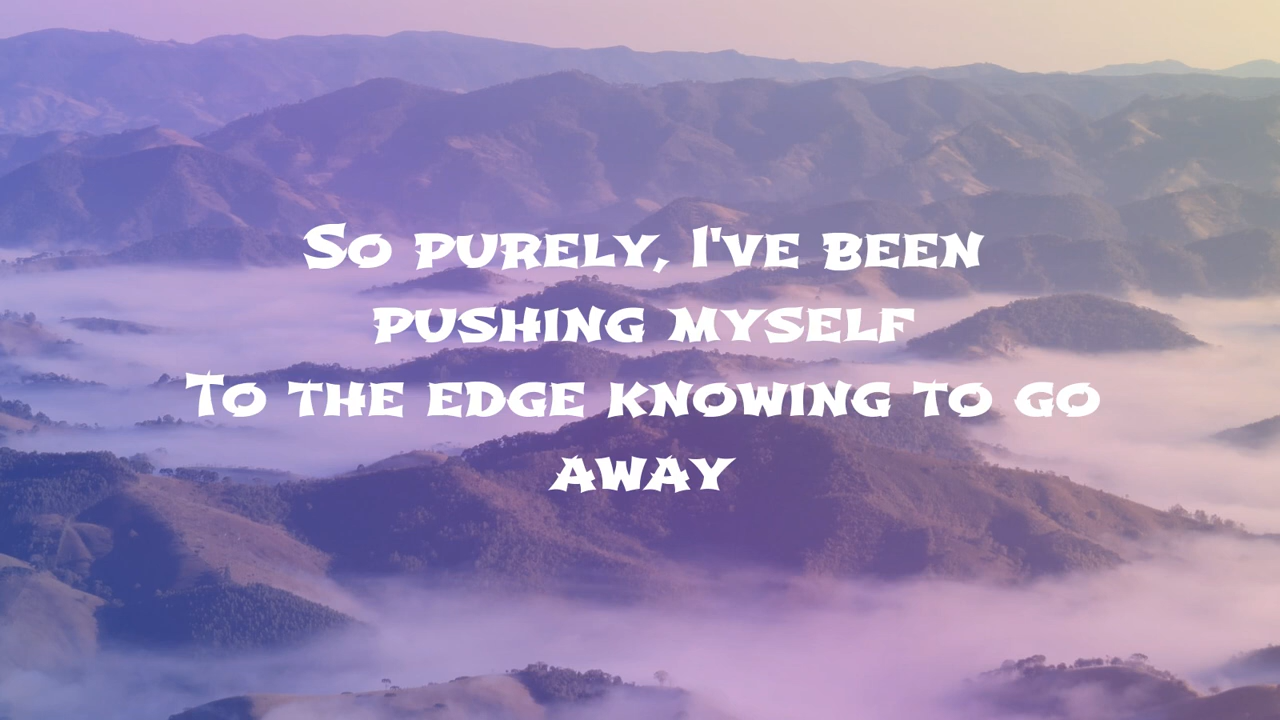 So purely, I've been
pushing myself
To the edge knowing to go
away